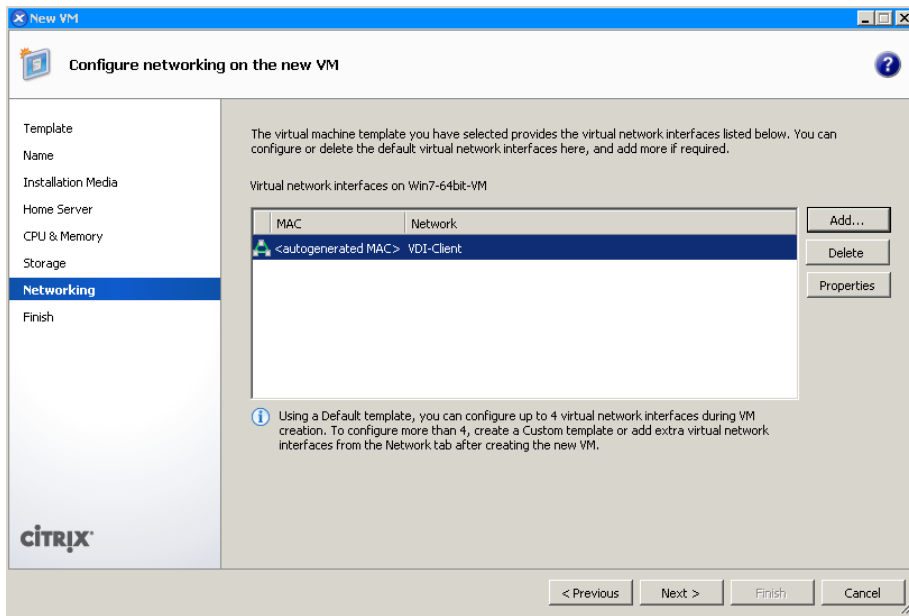 New VM
Configure networking on the new VM
?
Template
Name
Installation Media
Home Server
CPU & Memory
Storage
Networking
Finish
The virtual machine template you have selected provides the virtual network interfaces listed below. You can
configure or delete the default virtual network interfaces here, and add more if required.
Virtual network interfaces on Win7-64bit-VM
MAC Network
<autogenerated MAC> VDI-Client
Add...
Delete
Properties
Using a Default template, you can configure up to 4 virtual network interfaces during VM
creation. To configure more than 4, create a Custom template or add extra virtual network
interfaces from the Network tab after creating the new VM.
CITRIX
< Previous Next > Finish Cancel